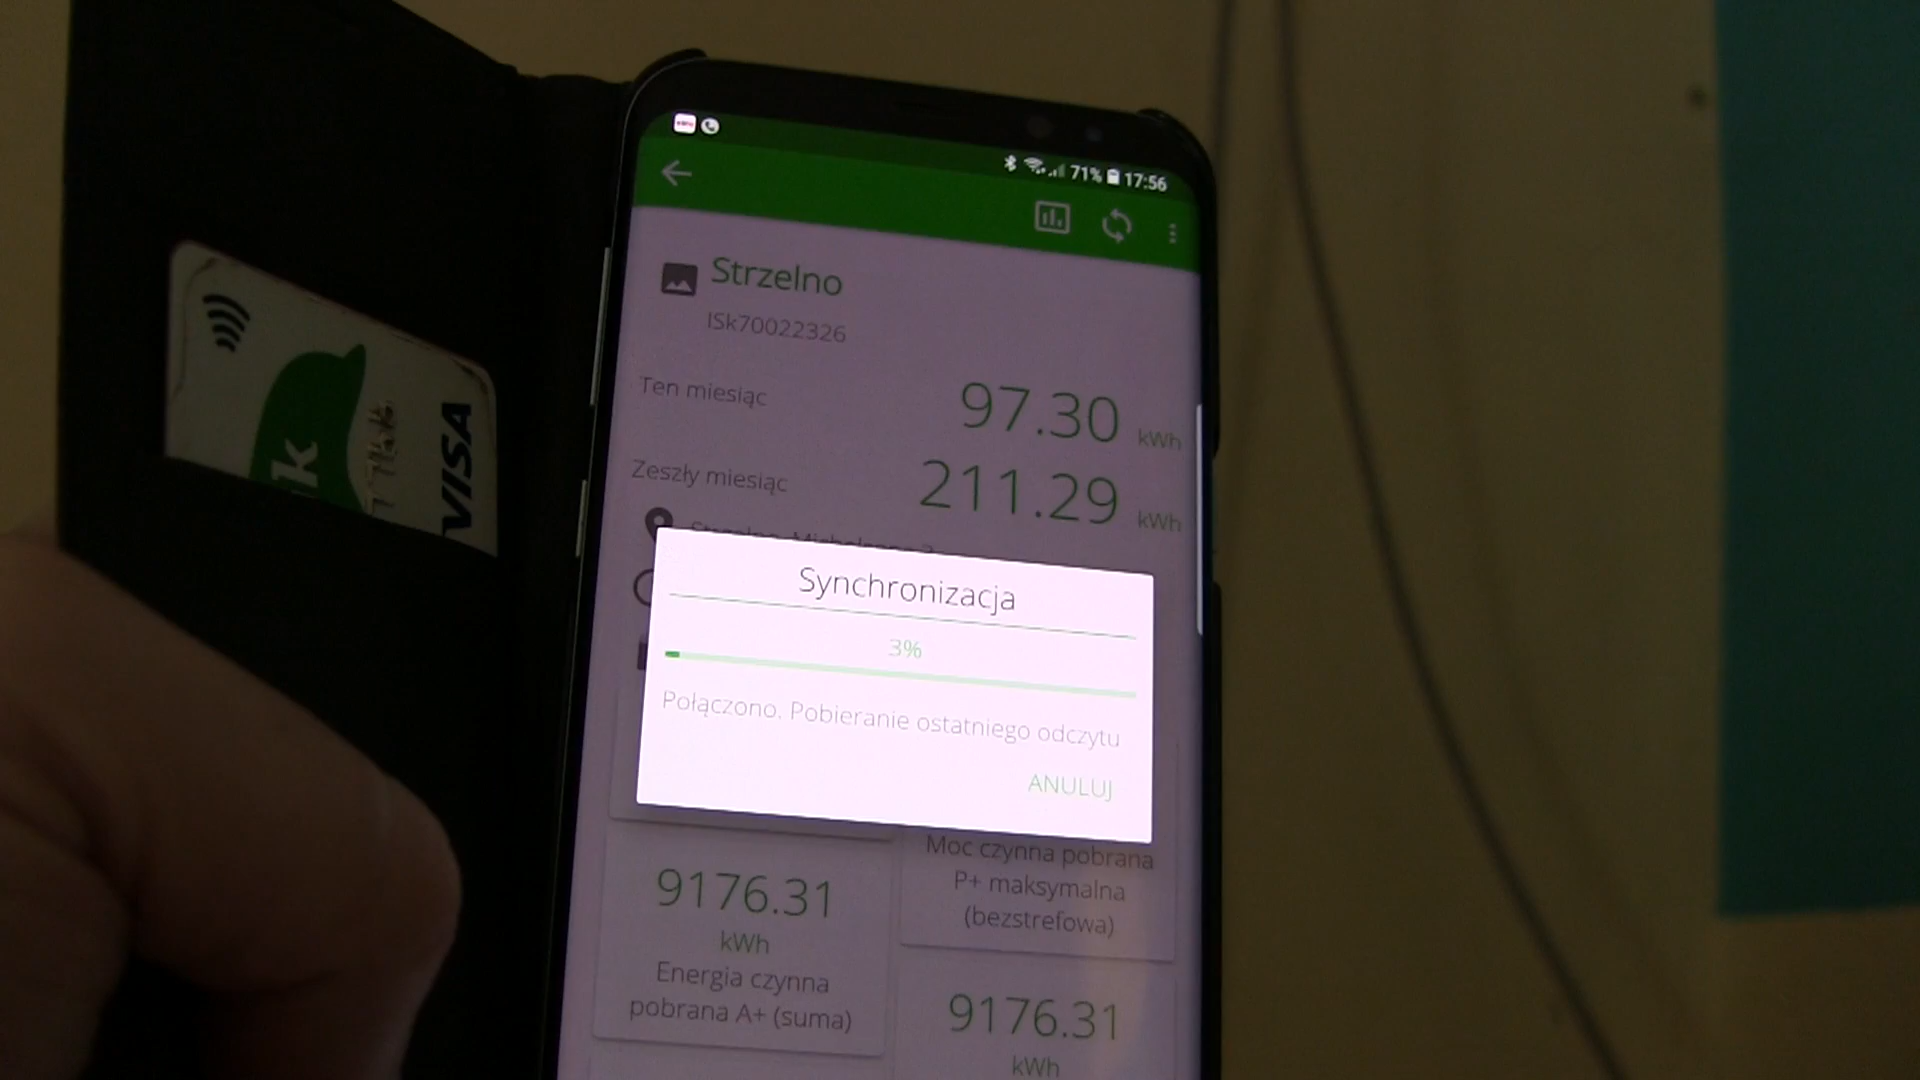 71% 17:56
Strzelno
ISk70022326
Ten miesiąc 97.30 kWh
Zeszły miesiąc 211.29 kWh
Synchronizacja
3%
Połączono. Pobieranie ostatniego odczytu
ANULUJ
Moc czynna pobrana
P+ maksymalna
(bezstrefowa)
9176.31
kWh
Energia czynna
pobrana A+ (suma)
9176.31
kWh
VISA